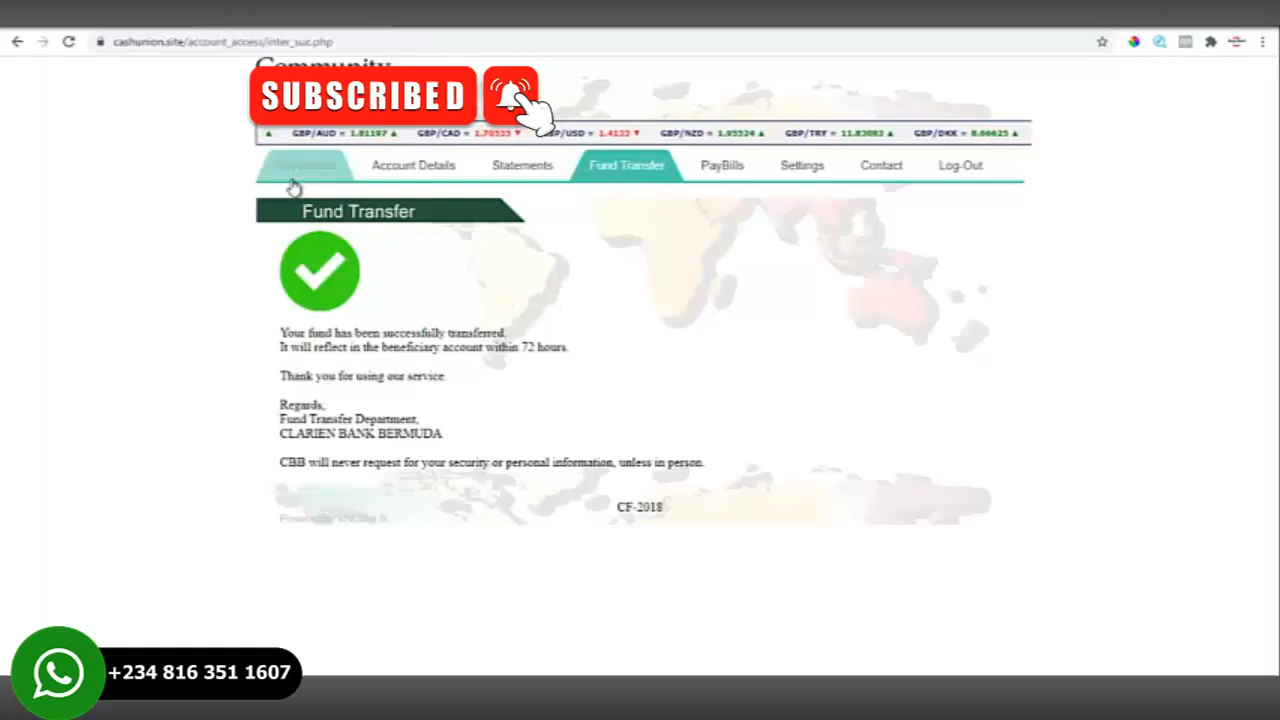 cashunion.site/account_access/inter_suc.php
Community
SUBSCRIBED
GBP/AUD = 1.81197 ▲ GBP/CAD = 1.70535 ▼ GBP/USD = 1.4133 ▼ GBP/NZD = 1.95524 ▲ GBP/TRY = 11.83083 ▲ GBP/DKK = 8.66625 ▲
Account Details Statements Fund Transfer PayBills Settings Contact Log-Out
Fund Transfer
Your fund has been successfully transferred.
It will reflect in the beneficiary account within 72 hours.
Thank you for using our service.
Regards,
Fund Transfer Department,
CLARIEN BANK BERMUDA
CBB will never request for your security or personal information, unless in person.
CF-2018
+234 816 351 1607